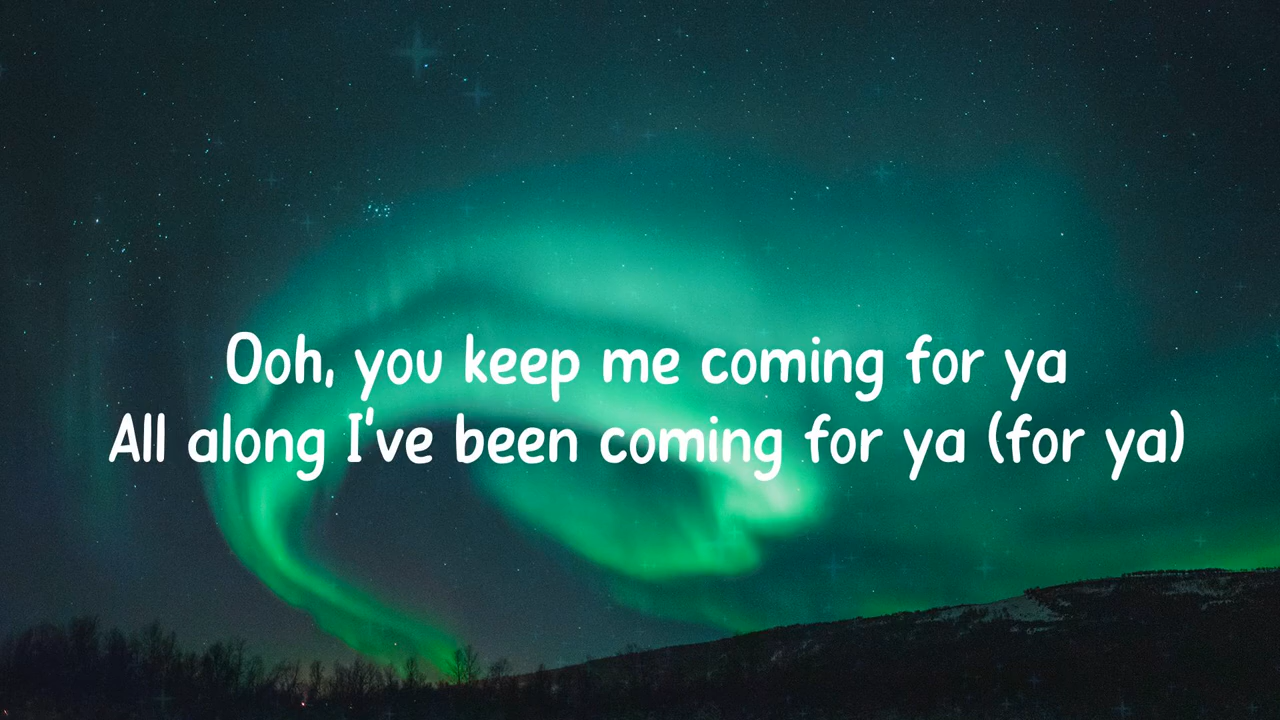 Ooh, you keep me coming for ya
All along I've been coming for ya (for ya)